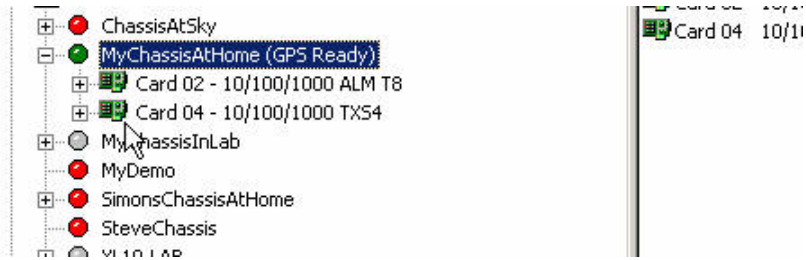 ChassisAtSky
MyChassisAtHome (GPS Ready)
Card 02 - 10/100/1000 ALM T8
Card 04 - 10/100/1000 TXS4
MyChassisInLab
MyDemo
SimonsChassisAtHome
SteveChassis
Card 04 10/10